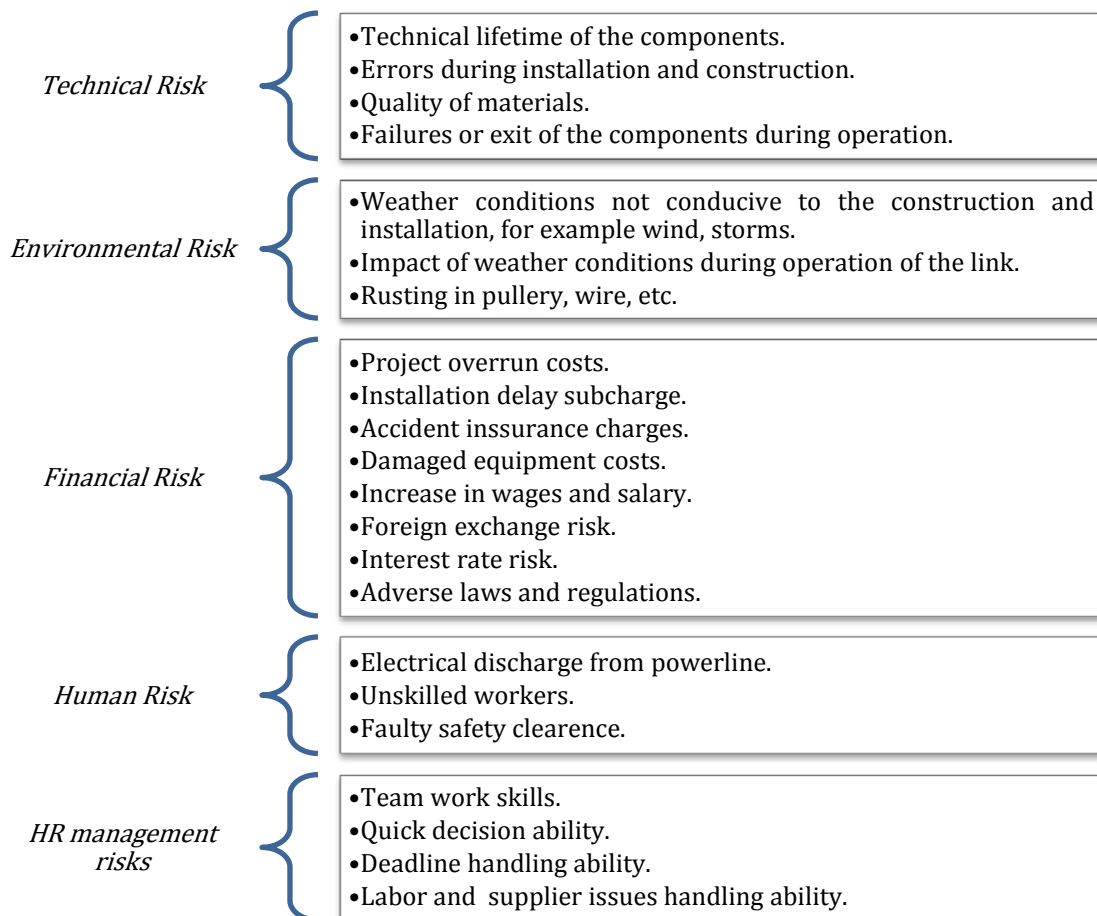 Technical Risk
•Technical lifetime of the components.
•Errors during installation and construction.
•Quality of materials.
•Failures or exit of the components during operation.
Environmental Risk
•Weather conditions not conducive to the construction and
installation, for example wind, storms.
•Impact of weather conditions during operation of the link.
•Rusting in pullery, wire, etc.
Financial Risk
•Project overrun costs.
•Installation delay subcharge.
•Accident inssurance charges.
•Damaged equipment costs.
•Increase in wages and salary.
•Foreign exchange risk.
•Interest rate risk.
•Adverse laws and regulations.
Human Risk
•Electrical discharge from powerline.
•Unskilled workers.
•Faulty safety clearence.
HR management
risks
•Team work skills.
•Quick decision ability.
•Deadline handling ability.
•Labor and  supplier issues handling ability.